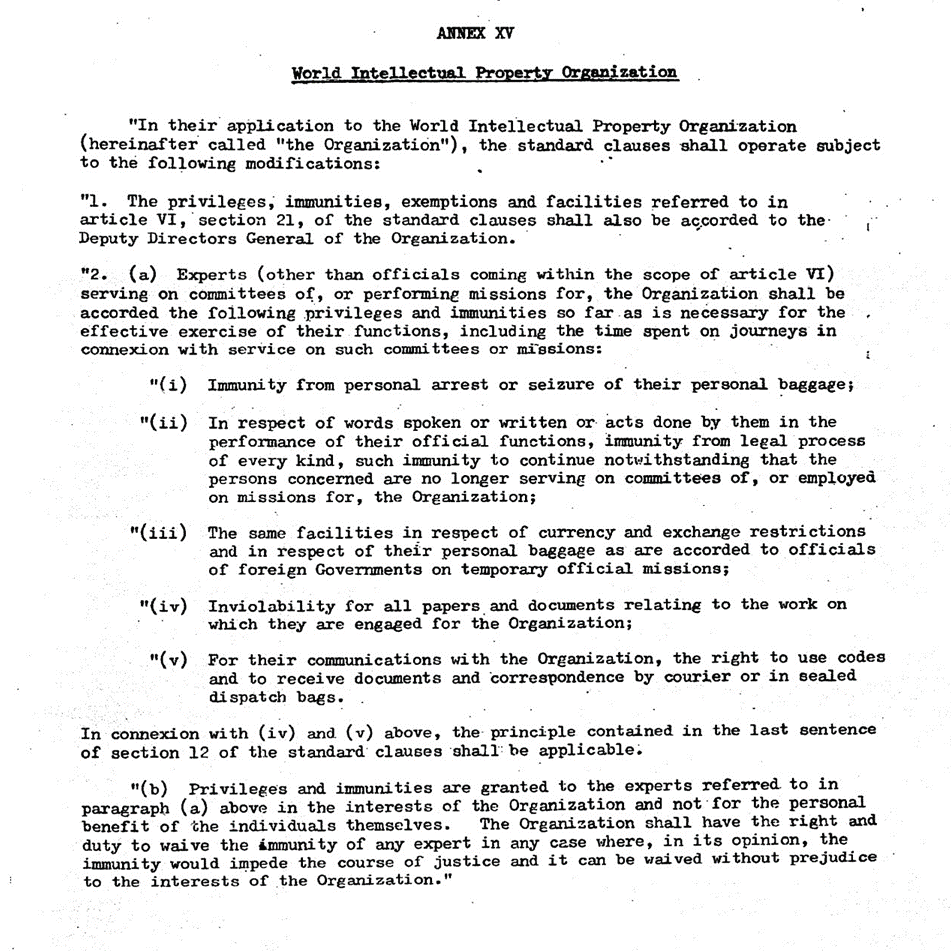 ANNEX XV
World Intellectual Property Organization
"In their application to the World Intellectual Property Organization
(hereinafter called "the Organization"), the standard clauses shall operate subject
to the following modifications:
"1. The privileges, immunities, exemptions and facilities referred to in
article VI, section 21, of the standard clauses shall also be accorded to the
Deputy Directors General of the Organization.
"2. (a) Experts (other than officials coming within the scope of article VI)
serving on committees of, or performing missions for, the Organization shall be
accorded the following privileges and immunities so far as is necessary for the
effective exercise of their functions, including the time spent on journeys in
connexion with service on such committees or missions:
"(i) Immunity from personal arrest or seizure of their personal baggage;
"(ii) In respect of words spoken or written or acts done by them in the
performance of their official functions, immunity from legal process
of every kind, such immunity to continue notwithstanding that the
persons concerned are no longer serving on committees of, or employed
on missions for, the Organization;
"(iii) The same facilities in respect of currency and exchange restrictions
and in respect of their personal baggage as are accorded to officials
of foreign Governments on temporary official missions;
"(iv) Inviolability for all papers and documents relating to the work on
which they are engaged for the Organization;
"(v) For their communications with the Organization, the right to use codes
and to receive documents and correspondence by courier or in sealed
dispatch bags.
In connexion with (iv) and (v) above, the principle contained in the last sentence
of section 12 of the standard clauses shall be applicable.
"(b) Privileges and immunities are granted to the experts referred to in
paragraph (a) above in the interests of the Organization and not for the personal
benefit of the individuals themselves. The Organization shall have the right and
duty to waive the immunity of any expert in any case where, in its opinion, the
immunity would impede the course of justice and it can be waived without prejudice
to the interests of the Organization."